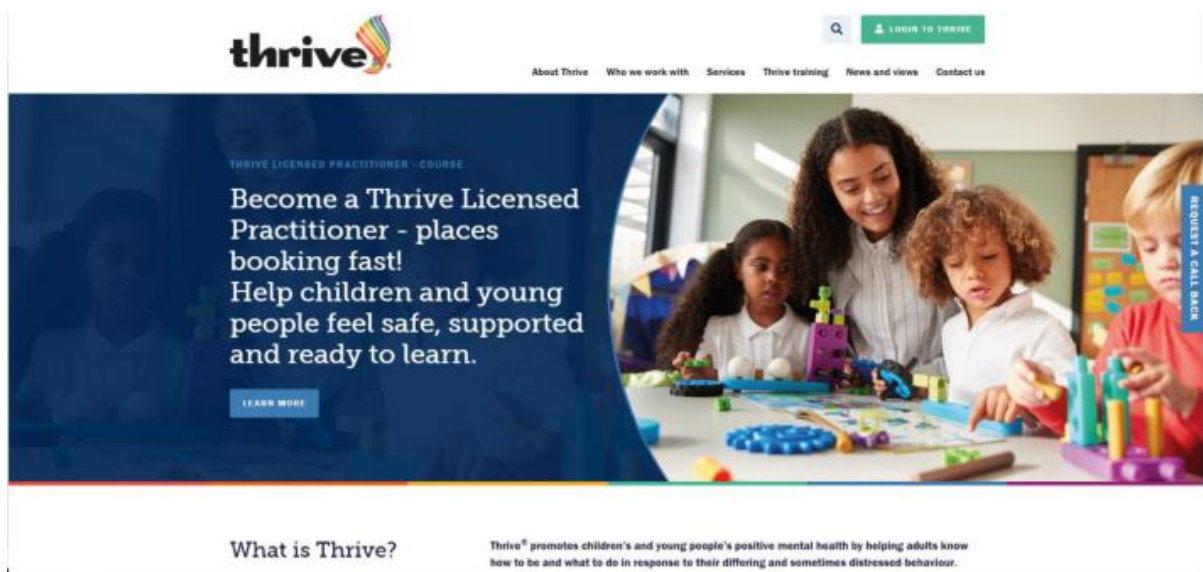 thrive
LOGIN TO THRIVE
About Thrive Who we work with Services Thrive training News and views Contact us
THRIVE LICENSED PRACTITIONER - COURSE
Become a Thrive Licensed
Practitioner - places
booking fast!
Help children and young
people feel safe, supported
and ready to learn.
LEARN MORE
REQUEST A CALL BACK
What is Thrive?
Thrive® promotes children's and young people's positive mental health by helping adults know
how to be and what to do in response to their differing and sometimes distressed behaviour.